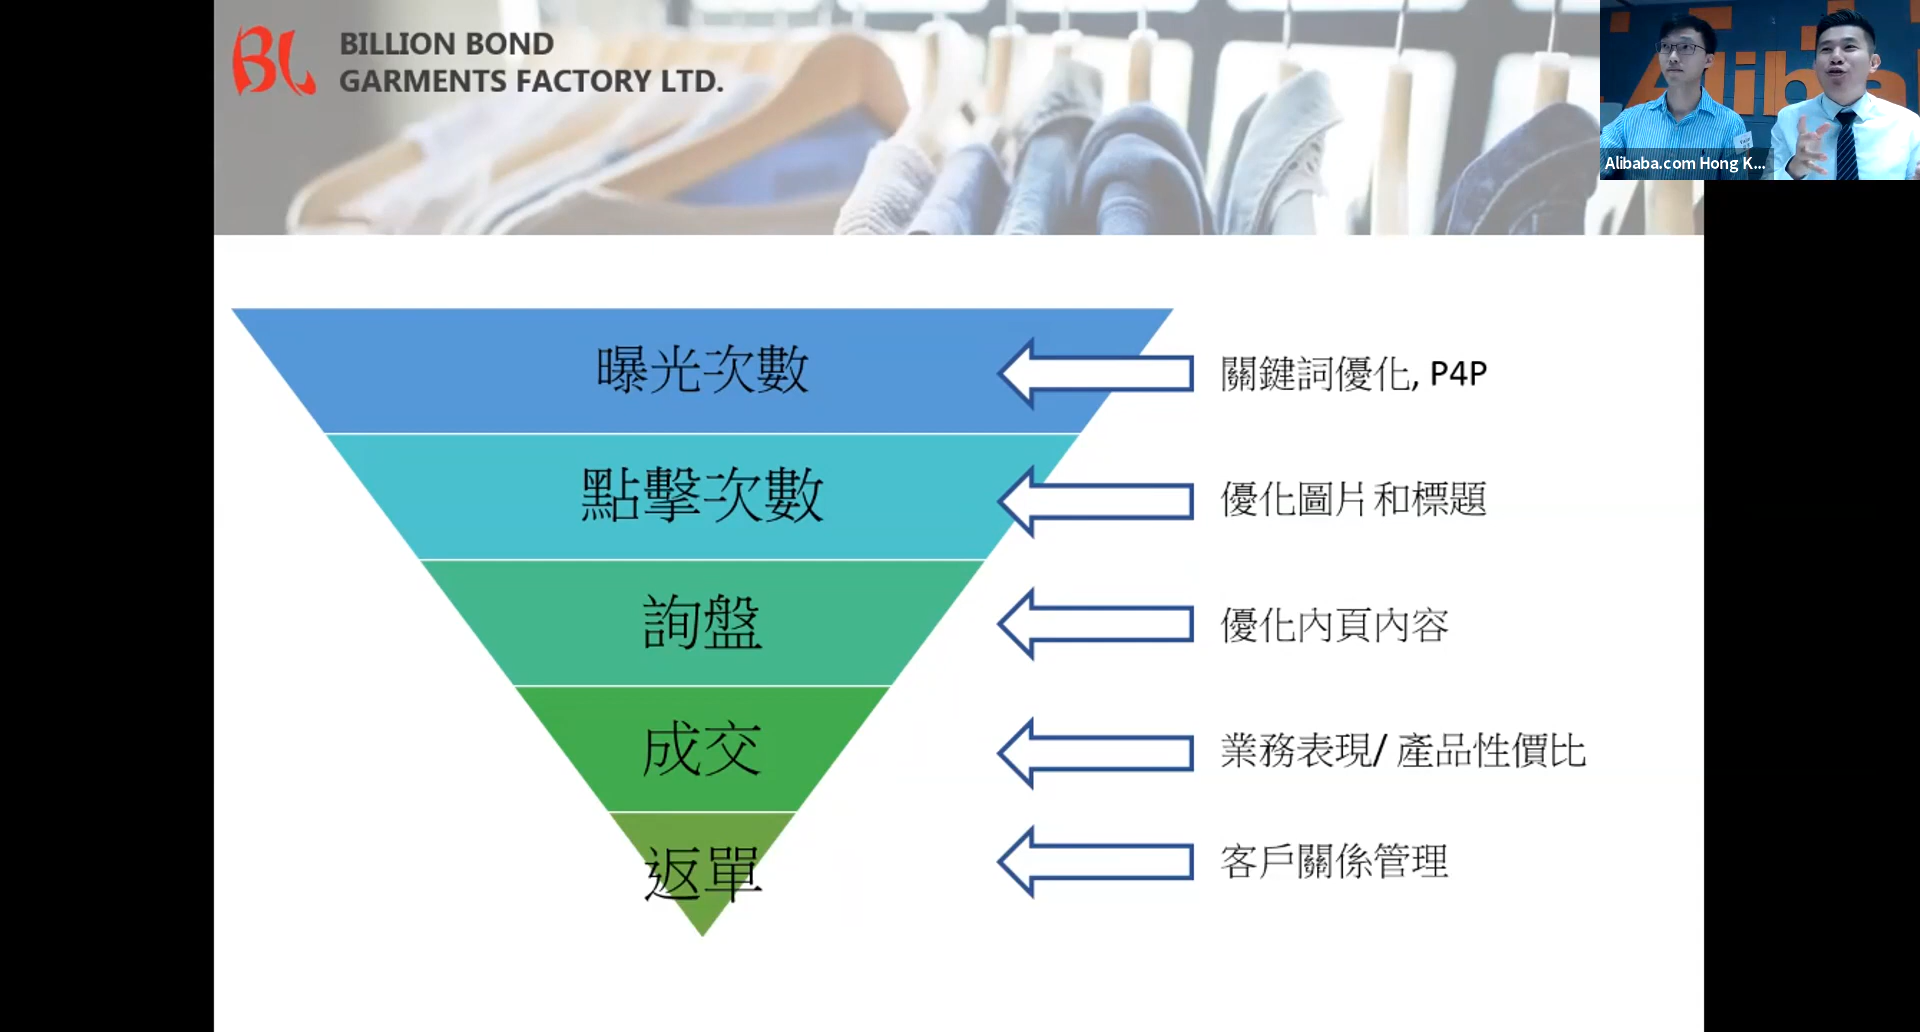 BL
BILLION BOND
GARMENTS FACTORY LTD.
Aliba
Alibaba.com Hong K...
曝光次數
關鍵詞優化, P4P
點擊次數
優化圖片和標題
詢盤
優化內頁內容
成交
業務表現/ 產品性價比
返單
客戶關係管理